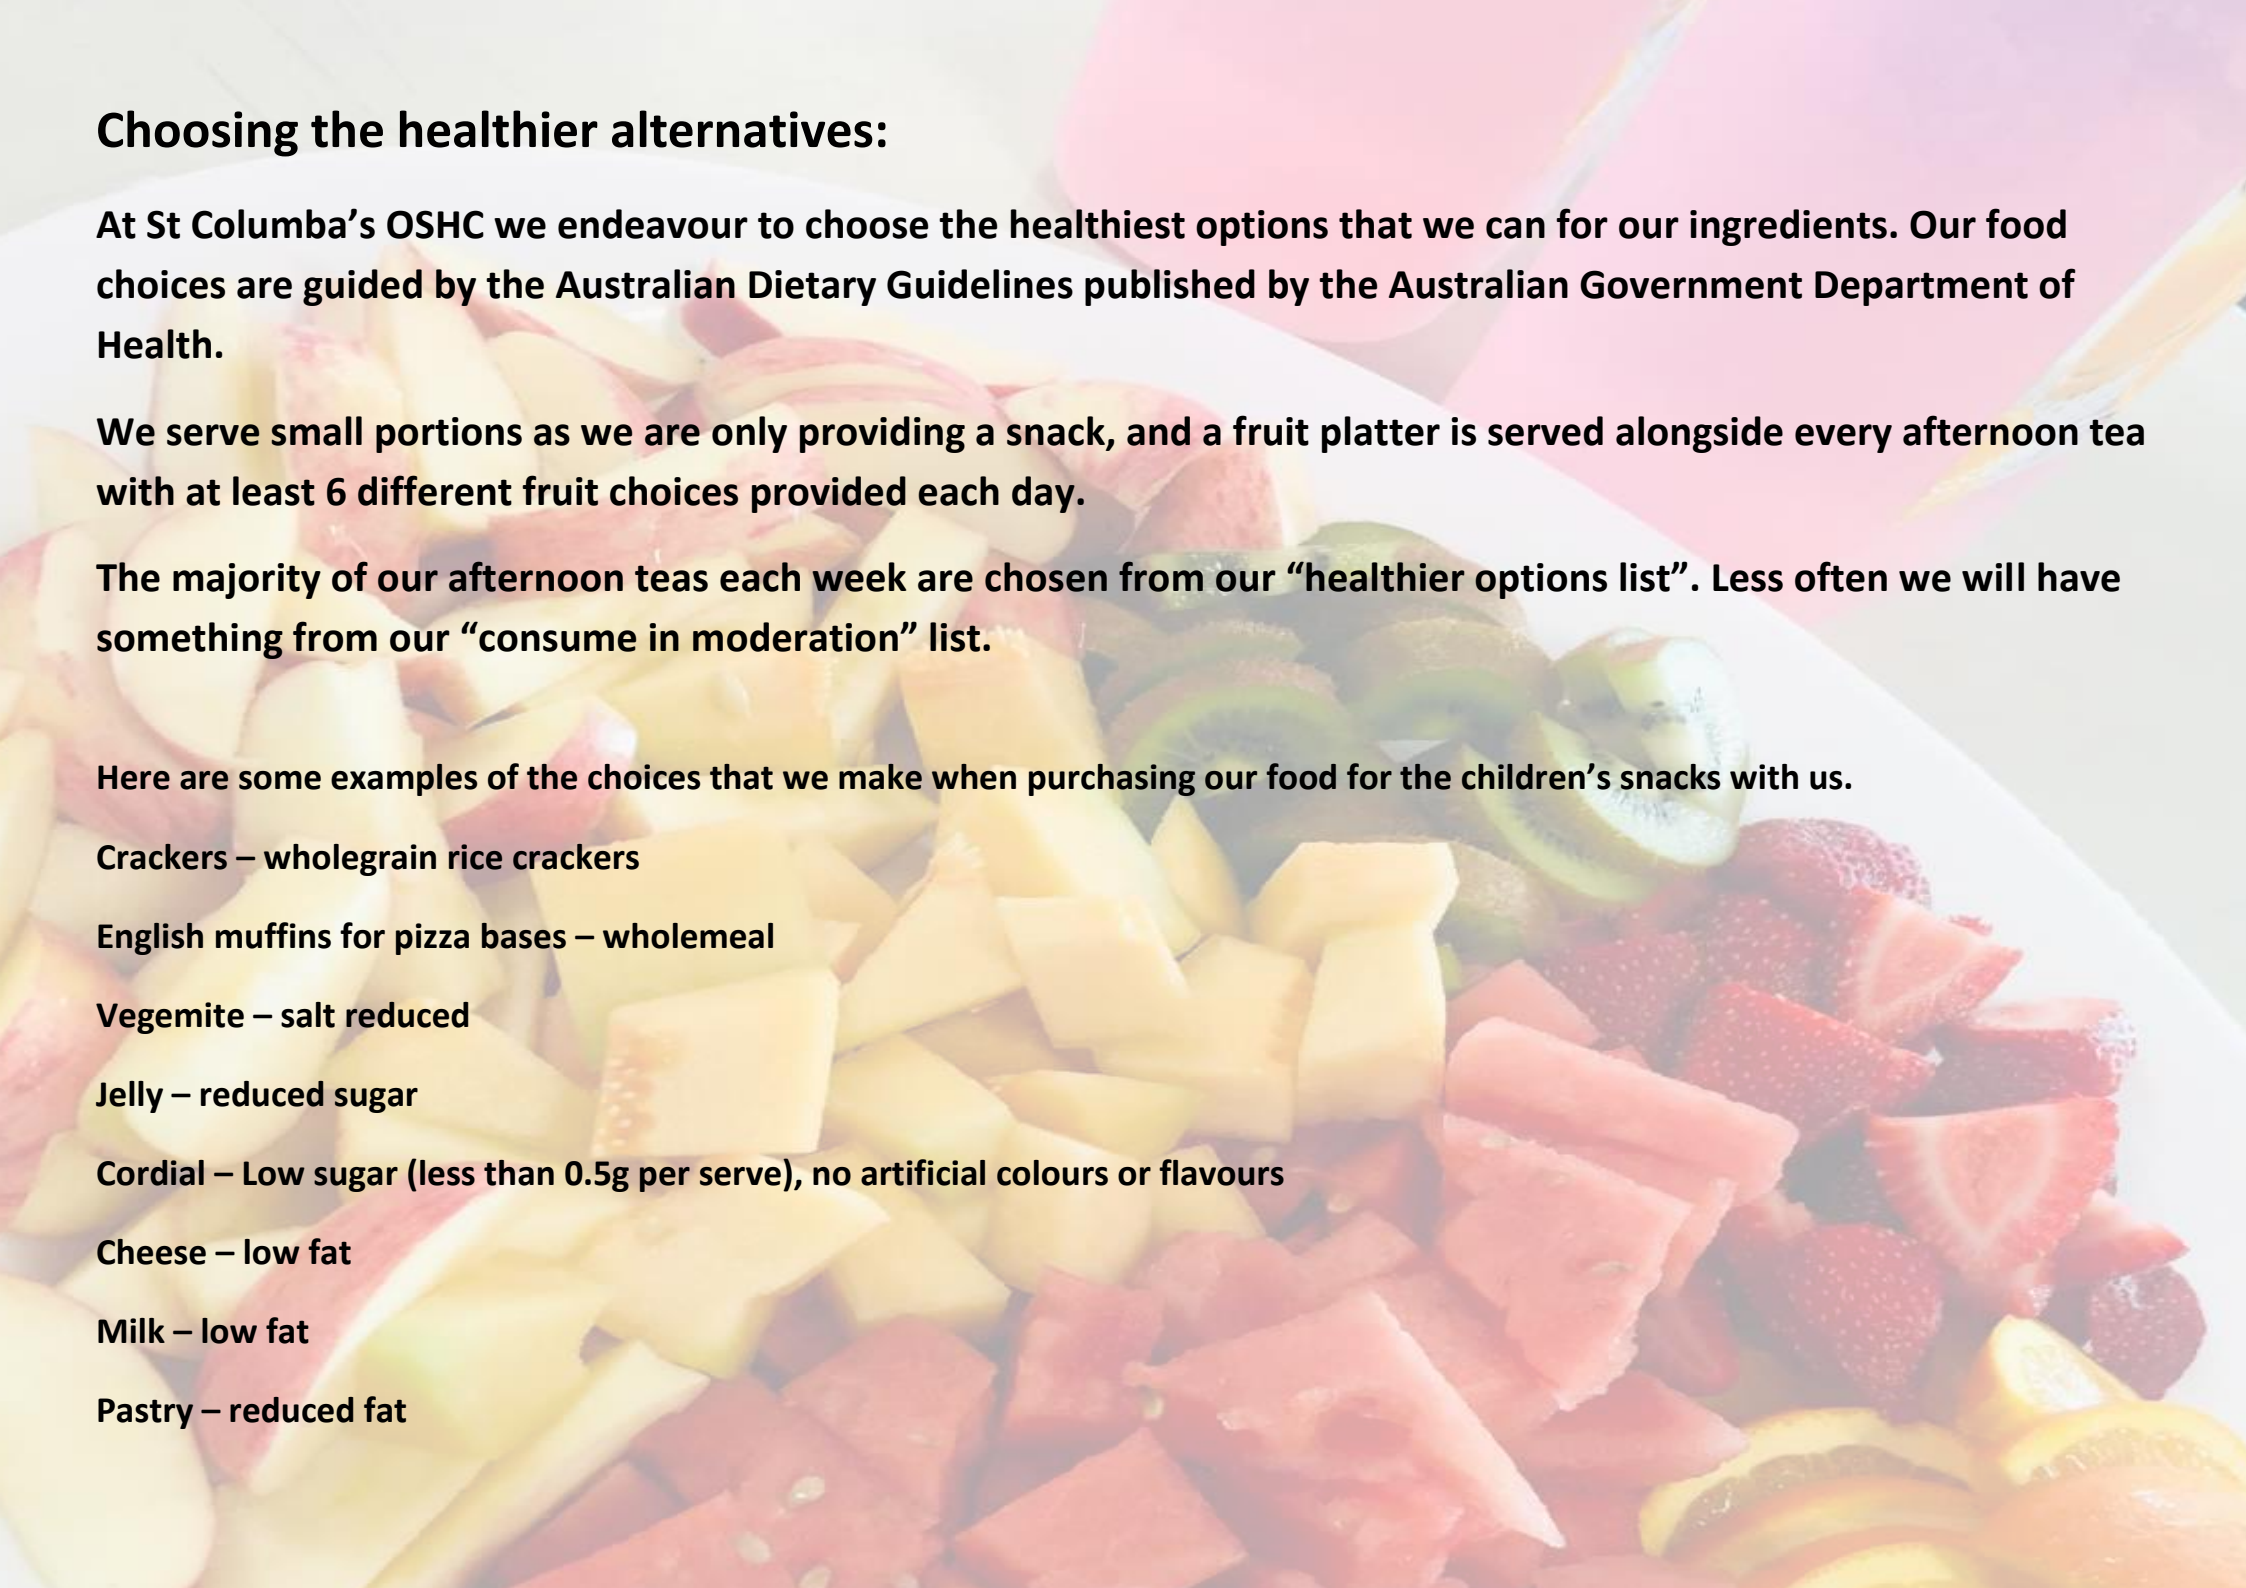 Choosing the healthier alternatives:
At St Columba’s OSHC we endeavour to choose the healthiest options that we can for our ingredients. Our food
choices are guided by the Australian Dietary Guidelines published by the Australian Government Department of
Health.
We serve small portions as we are only providing a snack, and a fruit platter is served alongside every afternoon tea
with at least 6 different fruit choices provided each day.
The majority of our afternoon teas each week are chosen from our “healthier options list”. Less often we will have
something from our “consume in moderation” list.
Here are some examples of the choices that we make when purchasing our food for the children’s snacks with us.
Crackers – wholegrain rice crackers
English muffins for pizza bases – wholemeal
Vegemite – salt reduced
Jelly – reduced sugar
Cordial – Low sugar (less than 0.5g per serve), no artificial colours or flavours
Cheese – low fat
Milk – low fat
Pastry – reduced fat